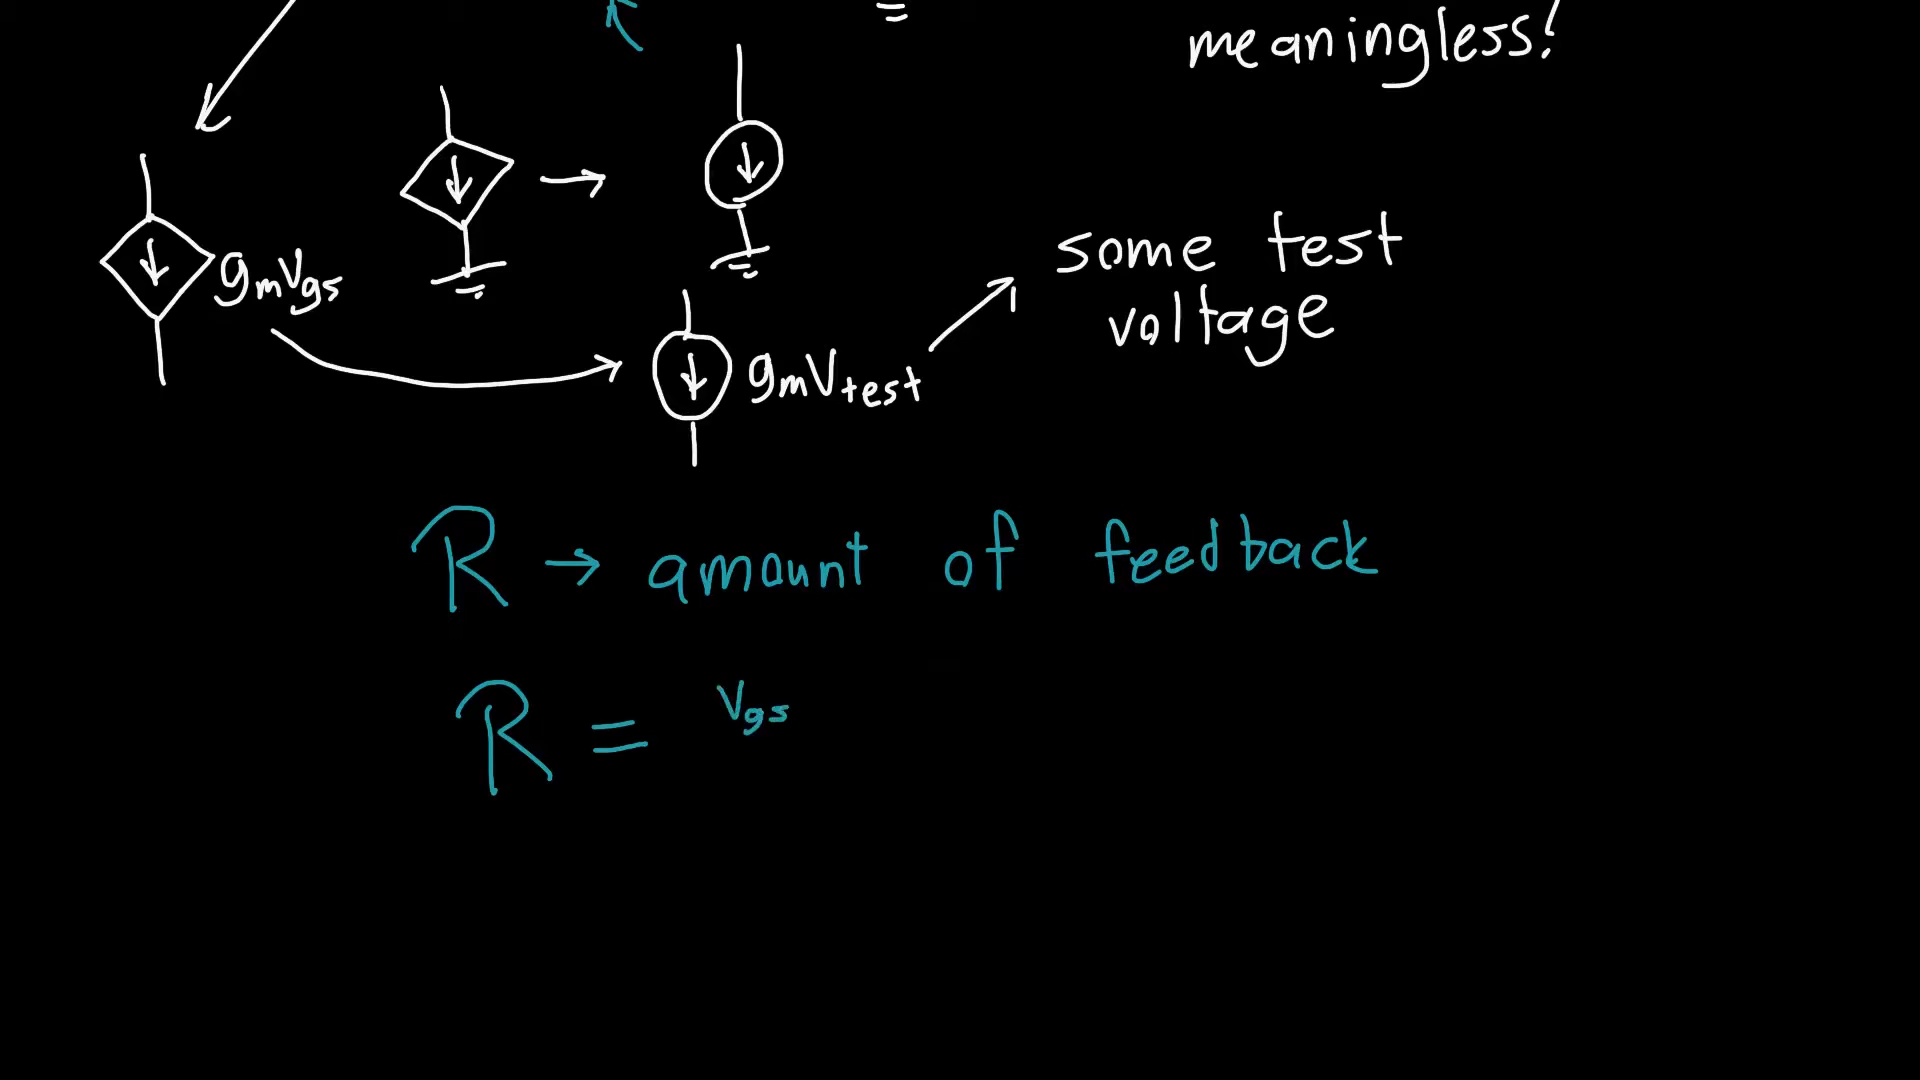 meaningless!
some test
voltage
gmvgs
gmVtest
R → amount of feedback
R = vgs